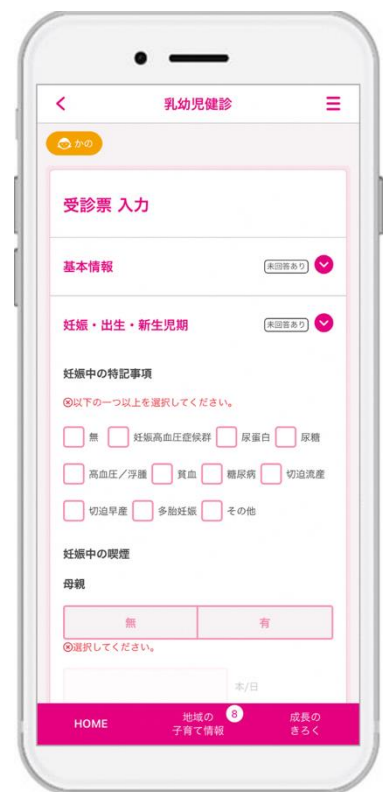 乳幼児健診
かの
受診票 入力
基本情報 未回答あり
妊娠・出生・新生児期 未回答あり
妊娠中の特記事項
⊗以下の一つ以上を選択してください。
無 妊娠高血圧症候群 尿蛋白 尿糖
高血圧／浮腫 貧血 糖尿病 切迫流産
切迫早産 多胎妊娠 その他
妊娠中の喫煙
母親
無 有
⊗選択してください。
本/日
HOME
地域の
子育て情報
8
成長の
きろく